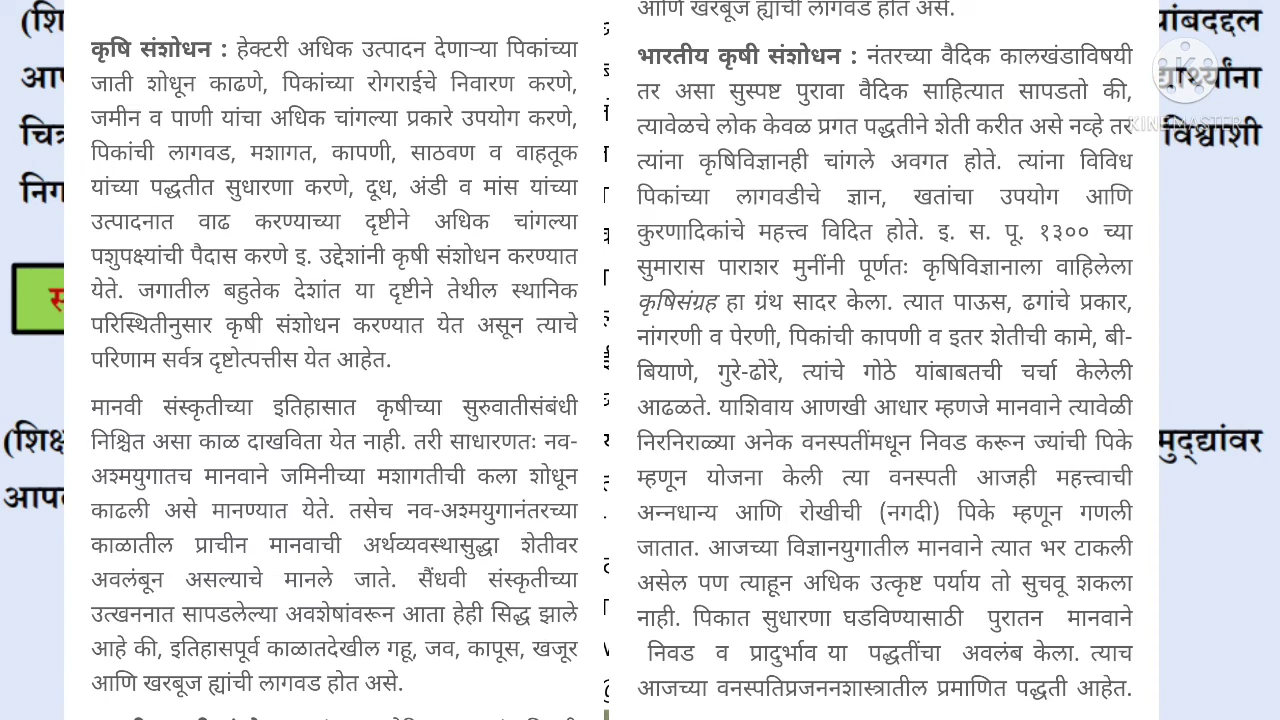 (शि
आप
चित्र
निग
स
(शिक्ष
आपल
कृषि संशोधन : हेक्टरी अधिक उत्पादन देणाऱ्या पिकांच्या
जाती शोधून काढणे, पिकांच्या रोगराईचे निवारण करणे,
जमीन व पाणी यांचा अधिक चांगल्या प्रकारे उपयोग करणे,
पिकांची लागवड, मशागत, कापणी, साठवण व वाहतूक
यांच्या पद्धतीत सुधारणा करणे, दूध, अंडी व मांस यांच्या
उत्पादनात वाढ करण्याच्या दृष्टीने अधिक चांगल्या
पशुपक्ष्यांची पैदास करणे इ. उद्देशांनी कृषी संशोधन करण्यात
येते. जगातील बहुतेक देशांत या दृष्टीने तेथील स्थानिक
परिस्थितीनुसार कृषी संशोधन करण्यात येत असून त्याचे
परिणाम सर्वत्र दृष्टोत्पत्तीस येत आहेत.
मानवी संस्कृतीच्या इतिहासात कृषीच्या सुरुवातीसंबंधी
निश्चित असा काळ दाखविता येत नाही. तरी साधारणतः नव-
अश्मयुगातच मानवाने जमिनीच्या मशागतीची कला शोधून
काढली असे मानण्यात येते. तसेच नव-अश्मयुगानंतरच्या
काळातील प्राचीन मानवाची अर्थव्यवस्थासुद्धा शेतीवर
अवलंबून असल्याचे मानले जाते. सैंधवी संस्कृतीच्या
उत्खननात सापडलेल्या अवशेषांवरून आता हेही सिद्ध झाले
आहे की, इतिहासपूर्व काळातदेखील गहू, जव, कापूस, खजूर
आणि खरबूज ह्यांची लागवड होत असे.
आणि खरबूज ह्यांची लागवड होत असे.
भारतीय कृषी संशोधन : नंतरच्या वैदिक कालखंडाविषयी
तर असा सुस्पष्ट पुरावा वैदिक साहित्यात सापडतो की,
त्यावेळचे लोक केवळ प्रगत पद्धतीने शेती करीत असे नव्हे तर
त्यांना कृषिविज्ञानही चांगले अवगत होते. त्यांना विविध
पिकांच्या लागवडीचे ज्ञान, खतांचा उपयोग आणि
कुरणादिकांचे महत्त्व विदित होते. इ. स. पू. १३०० च्या
सुमारास पाराशर मुनींनी पूर्णतः कृषिविज्ञानाला वाहिलेला
कृषिसंग्रह हा ग्रंथ सादर केला. त्यात पाऊस, ढगांचे प्रकार,
नांगरणी व पेरणी, पिकांची कापणी व इतर शेतीची कामे, बी-
बियाणे, गुरे-ढोरे, त्यांचे गोठे यांबाबतची चर्चा केलेली
आढळते. याशिवाय आणखी आधार म्हणजे मानवाने त्यावेळी
निरनिराळ्या अनेक वनस्पतींमधून निवड करून ज्यांची पिके
म्हणून योजना केली त्या वनस्पती आजही महत्त्वाची
अन्नधान्य आणि रोखीची (नगदी) पिके म्हणून गणली
जातात. आजच्या विज्ञानयुगातील मानवाने त्यात भर टाकली
असेल पण त्याहून अधिक उत्कृष्ट पर्याय तो सुचवू शकला
नाही. पिकात सुधारणा घडविण्यासाठी पुरातन मानवाने
निवड व प्रादुर्भाव या पद्धतींचा अवलंब केला. त्याच
आजच्या वनस्पतिप्रजननशास्त्रातील प्रमाणित पद्धती आहेत.
यांबदद्दल
द्यार्थ्यांना
विश्वाशी
मुद्द्यांवर
KINEMASTER